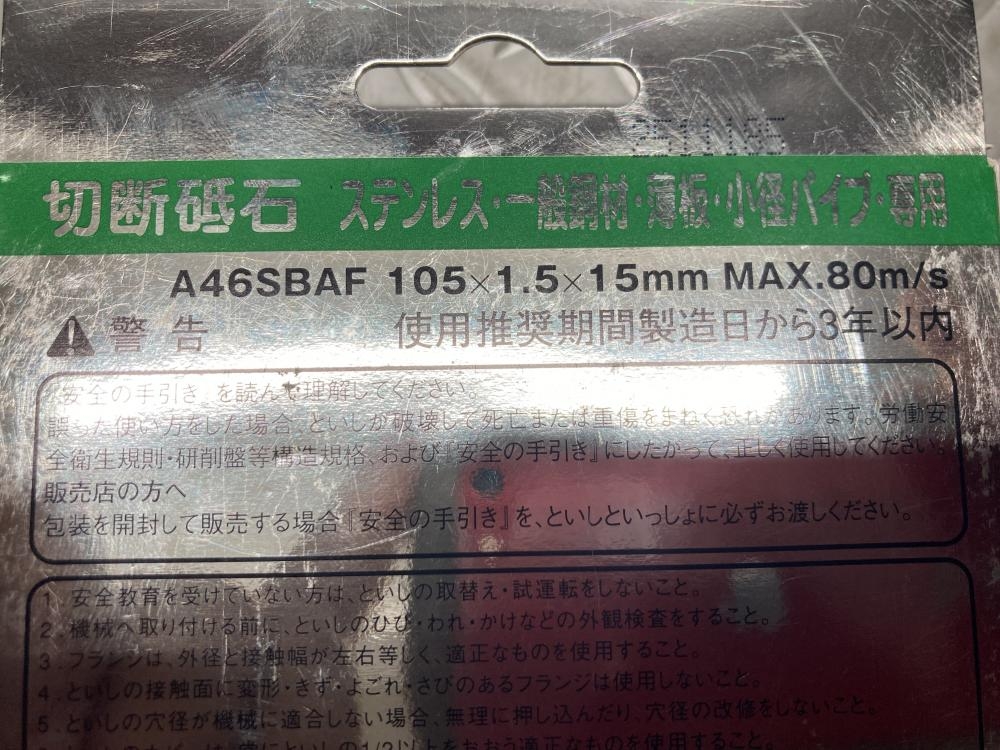 切断砥石 ステンレス・一般鋼材・薄板・小径パイプ・専用
A46SBAF 105×1.5×15mm MAX.80m/s
警告 使用推奨期間製造日から3年以内
『安全の手引き』を読んで理解してください。
誤った使い方をした場合、といしが破壊して死亡または重傷をまねく恐れがあります。労働安
全衛生規則・研削盤等構造規格、および『安全の手引き』にしたがって、正しく使用してください。
販売店の方へ
包装を開封して販売する場合『安全の手引き』を、といしといっしょに必ずお渡しください。
1. 安全教育を受けていない方は、といしの取替え・試運転をしないこと。
2. 機械へ取り付ける前に、といしのひび・われ・かけなどの外観検査をすること。
3. フランジは、外径と接触幅が左右等しく、適正なものを使用すること。
4. といしの接触面に変形・きず・よごれ・さびのあるフランジは使用しないこと。
5. といしの穴径が機械に適合しない場合、無理に押し込んだり、穴径の改修をしないこと。
といしの1/2以上をおおう適正な